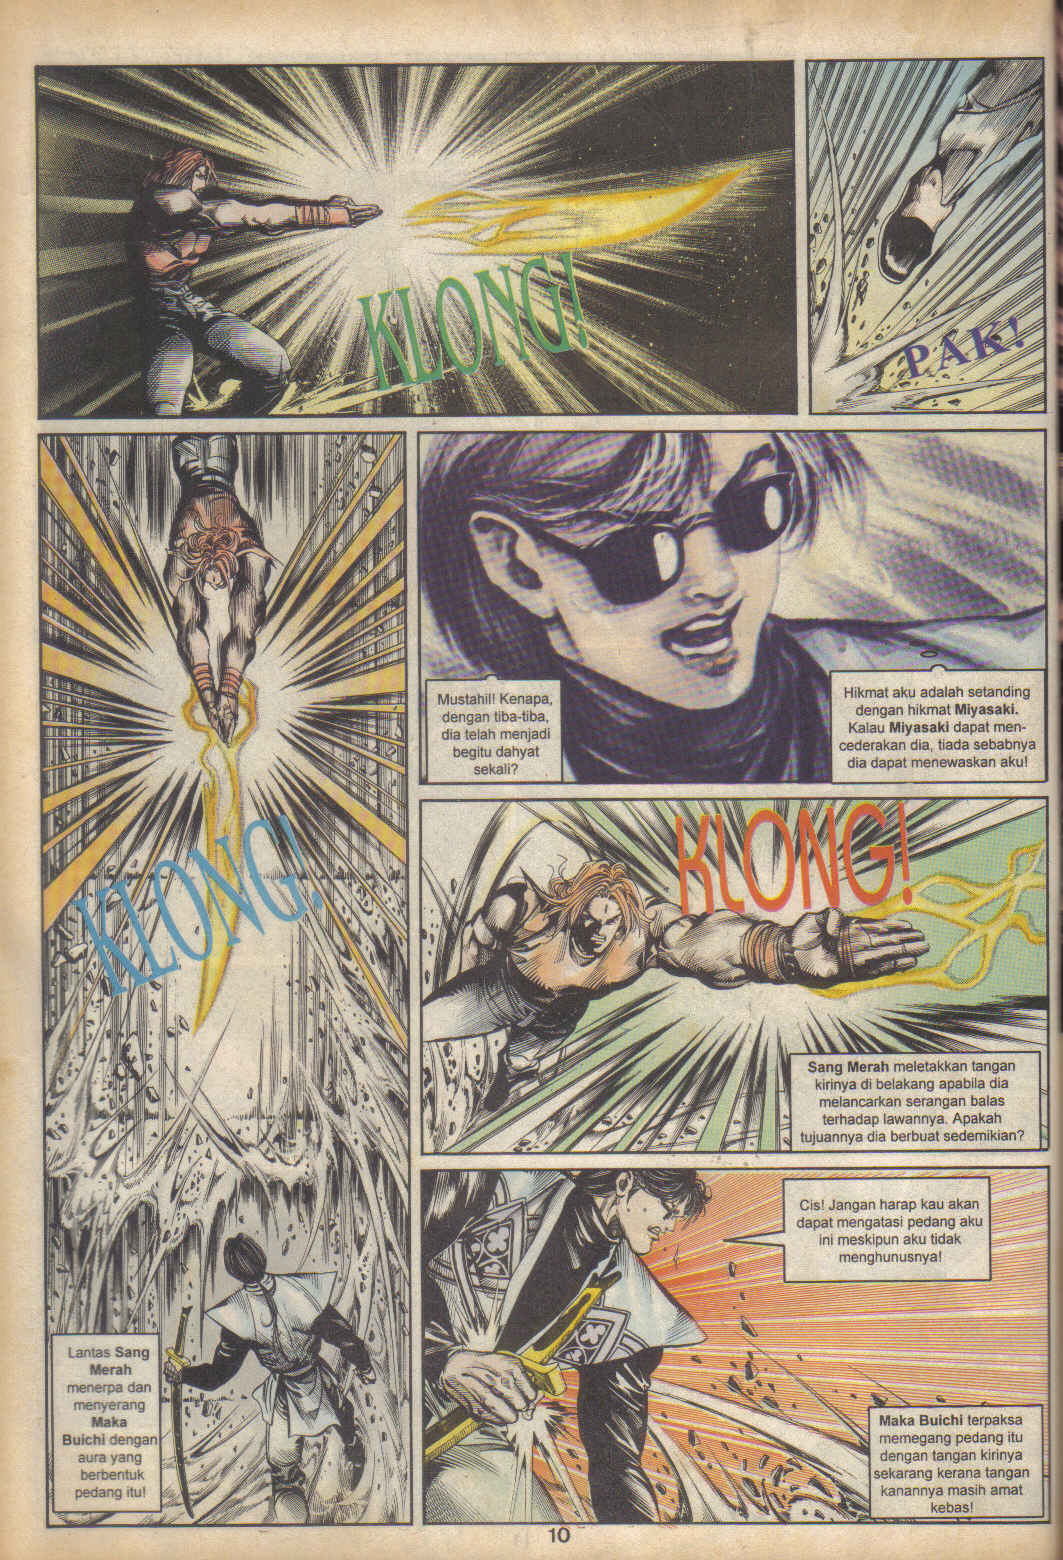 KLONG!
PAK!
KLONG!
Mustahil! Kenapa,
dengan tiba-tiba,
dia telah menjadi
begitu dahyat
sekali?
Hikmat aku adalah setanding
dengan hikmat Miyasaki.
Kalau Miyasaki dapat men-
cederakan dia, tiada sebabnya
dia dapat menewaskan aku!
KLONG!
Sang Merah meletakkan tangan
kirinya di belakang apabila dia
melancarkan serangan balas
terhadap lawannya. Apakah
tujuannya dia berbuat sedemikian?
Lantas Sang
Merah
menerpa dan
menyerang
Maka
Buichi dengan
aura yang
berbentuk
pedang itu!
Cis! Jangan harap kau akan
dapat mengatasi pedang aku
ini meskipun aku tidak
menghunusnya!
Maka Buichi terpaksa
memegang pedang itu
dengan tangan kirinya
sekarang kerana tangan
kanannya masih amat
kebas!
10